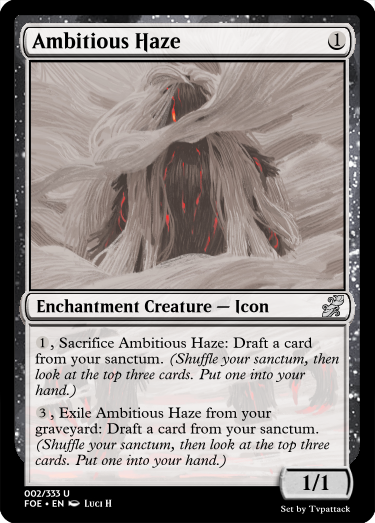 Ambitious Haze 1
Enchantment Creature — Icon
1, Sacrifice Ambitious Haze: Draft a card
from your sanctum. (Shuffle your sanctum, then
look at the top three cards. Put one into your
hand.)
3, Exile Ambitious Haze from your
graveyard: Draft a card from your sanctum.
(Shuffle your sanctum, then look at the top three
cards. Put one into your hand.)
1/1
002/333 U
FOE • EN Luci H
Set by Tvpattack